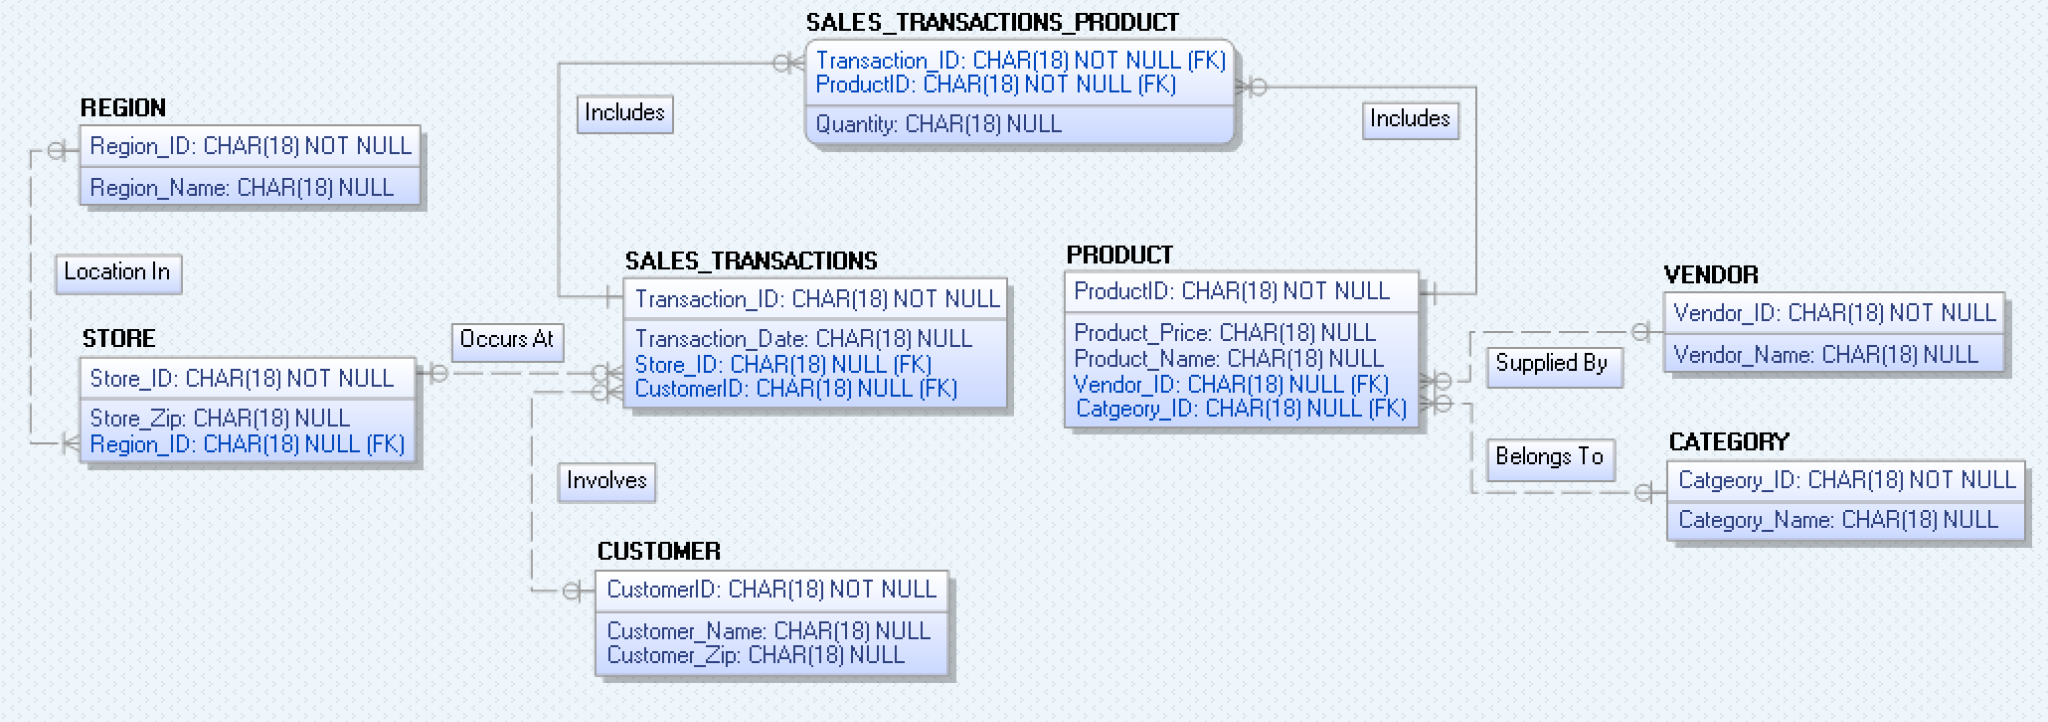 SALES_TRANSACTIONS_PRODUCT
Transaction_ID: CHAR(18) NOT NULL (FK)
ProductID: CHAR(18) NOT NULL (FK)
Quantity: CHAR(18) NULL
Includes
Includes
REGION
Region_ID: CHAR(18) NOT NULL
Region_Name: CHAR(18) NULL
Location In
STORE
Store_ID: CHAR(18) NOT NULL
Store_Zip: CHAR(18) NULL
Region_ID: CHAR(18) NULL (FK)
Occurs At
SALES_TRANSACTIONS
Transaction_ID: CHAR(18) NOT NULL
Transaction_Date: CHAR(18) NULL
Store_ID: CHAR(18) NULL (FK)
CustomerID: CHAR(18) NULL (FK)
Involves
CUSTOMER
CustomerID: CHAR(18) NOT NULL
Customer_Name: CHAR(18) NULL
Customer_Zip: CHAR(18) NULL
PRODUCT
ProductID: CHAR(18) NOT NULL
Product_Price: CHAR(18) NULL
Product_Name: CHAR(18) NULL
Vendor_ID: CHAR(18) NULL (FK)
Catgeory_ID: CHAR(18) NULL (FK)
Supplied By
VENDOR
Vendor_ID: CHAR(18) NOT NULL
Vendor_Name: CHAR(18) NULL
Belongs To
CATEGORY
Catgeory_ID: CHAR(18) NOT NULL
Category_Name: CHAR(18) NULL